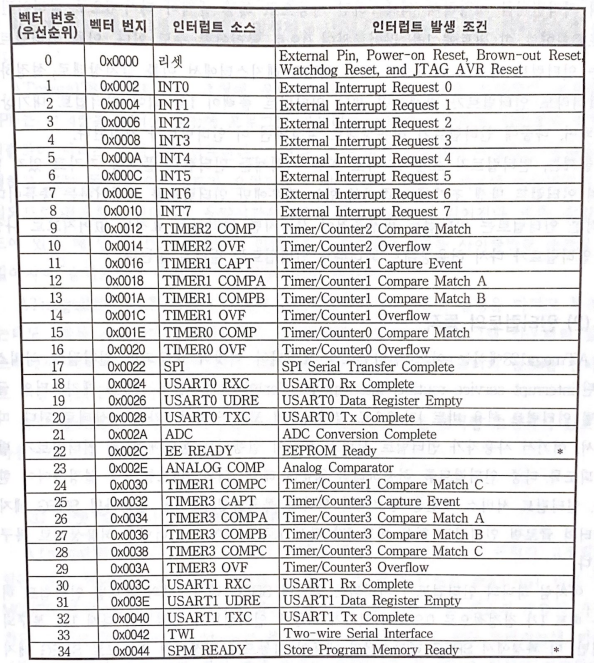 벡터 번호 벡터 번지 인터럽트 소스 인터럽트 발생 조건
(우선순위)
0 0x0000 리셋 External Pin, Power-on Reset, Brown-out Reset,
Watchdog Reset, and JTAG AVR Reset
1 0x0002 INT0 External Interrupt Request 0
2 0x0004 INT1 External Interrupt Request 1
3 0x0006 INT2 External Interrupt Request 2
4 0x0008 INT3 External Interrupt Request 3
5 0x000A INT4 External Interrupt Request 4
6 0x000C INT5 External Interrupt Request 5
7 0x000E INT6 External Interrupt Request 6
8 0x0010 INT7 External Interrupt Request 7
9 0x0012 TIMER2 COMP Timer/Counter2 Compare Match
10 0x0014 TIMER2 OVF Timer/Counter2 Overflow
11 0x0016 TIMER1 CAPT Timer/Counter1 Capture Event
12 0x0018 TIMER1 COMPA Timer/Counter1 Compare Match A
13 0x001A TIMER1 COMPB Timer/Counter1 Compare Match B
14 0x001C TIMER1 OVF Timer/Counter1 Overflow
15 0x001E TIMER0 COMP Timer/Counter0 Compare Match
16 0x0020 TIMER0 OVF Timer/Counter0 Overflow
17 0x0022 SPI SPI Serial Transfer Complete
18 0x0024 USART0 RXC USART0 Rx Complete
19 0x0026 USART0 UDRE USART0 Data Register Empty
20 0x0028 USART0 TXC USART0 Tx Complete
21 0x002A ADC ADC Conversion Complete
22 0x002C EE READY EEPROM Ready *
23 0x002E ANALOG COMP Analog Comparator
24 0x0030 TIMER1 COMPC Timer/Counter1 Compare Match C
25 0x0032 TIMER3 CAPT Timer/Counter3 Capture Event
26 0x0034 TIMER3 COMPA Timer/Counter3 Compare Match A
27 0x0036 TIMER3 COMPB Timer/Counter3 Compare Match B
28 0x0038 TIMER3 COMPC Timer/Counter3 Compare Match C
29 0x003A TIMER3 OVF Timer/Counter3 Overflow
30 0x003C USART1 RXC USART1 Rx Complete
31 0x003E USART1 UDRE USART1 Data Register Empty
32 0x0040 USART1 TXC USART1 Tx Complete
33 0x0042 TWI Two-wire Serial Interface
34 0x0044 SPM READY Store Program Memory Ready *